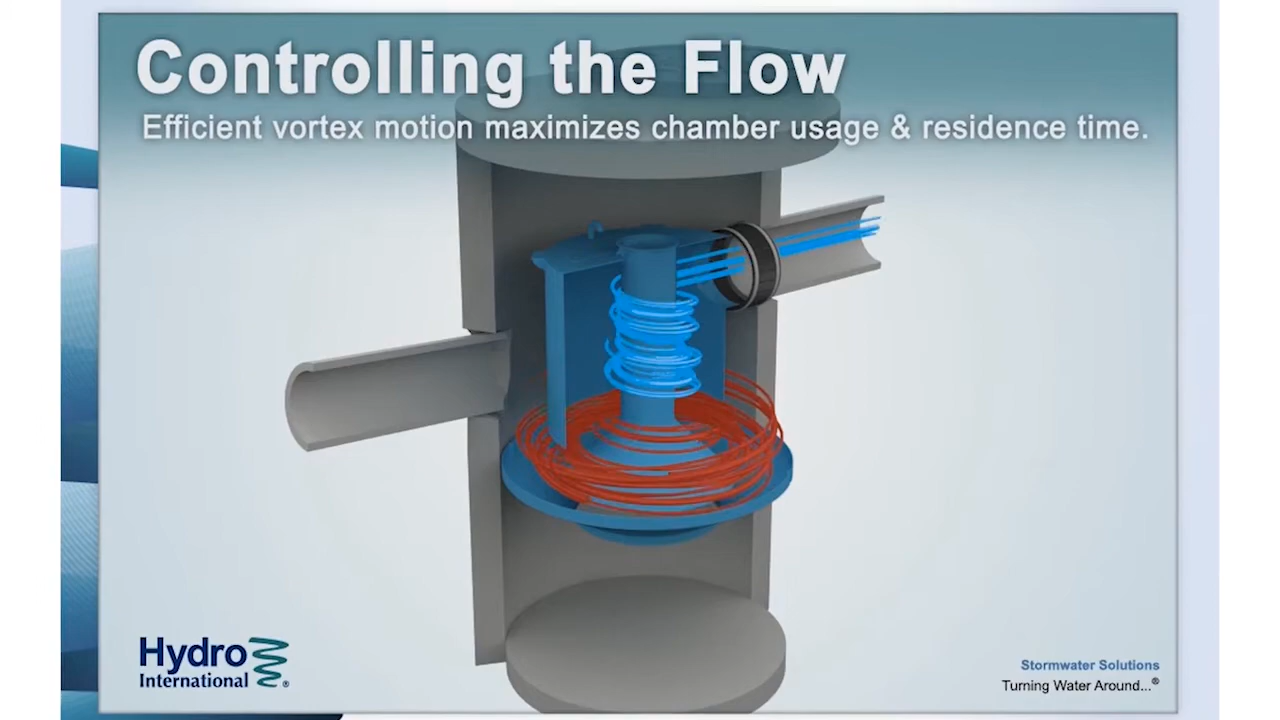 Controlling the Flow
Efficient vortex motion maximizes chamber usage & residence time.
Hydro
International®
Stormwater Solutions
Turning Water Around...®